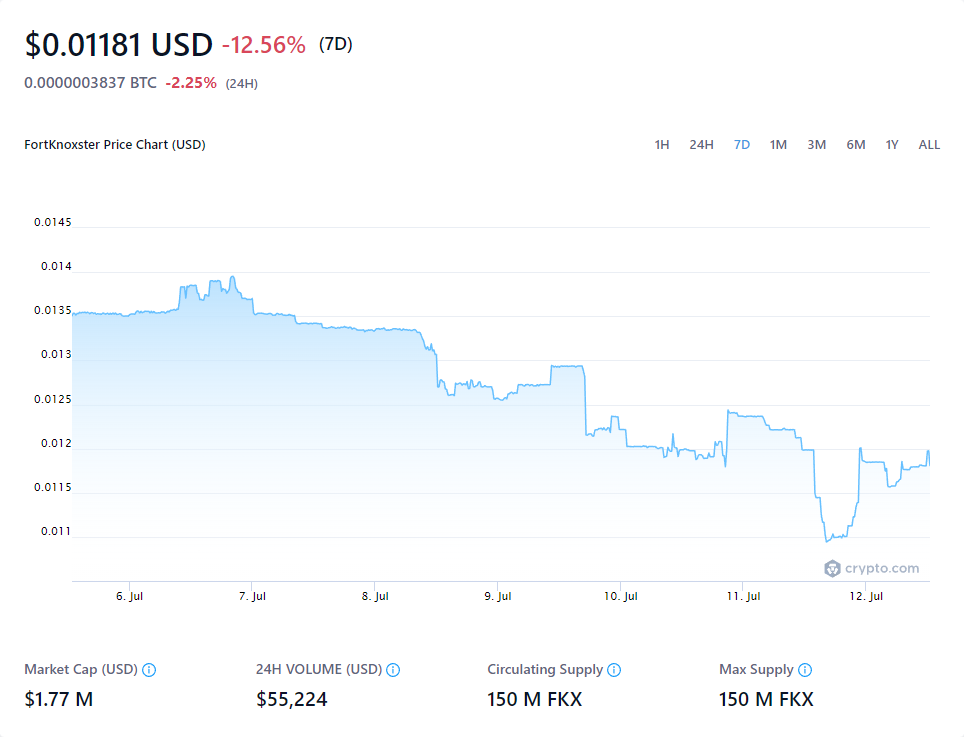 $0.01181 USD -12.56% (7D)
0.0000003837 BTC -2.25% (24H)
FortKnoxster Price Chart (USD) 1H 24H 7D 1M 3M 6M 1Y ALL
0.0145
0.014
0.0135
0.013
0.0125
0.012
0.0115
0.011
crypto.com
6. Jul 7. Jul 8. Jul 9. Jul 10. Jul 11. Jul 12. Jul
Market Cap (USD) 24H VOLUME (USD) Circulating Supply Max Supply
$1.77 M $55,224 150 M FKX 150 M FKX